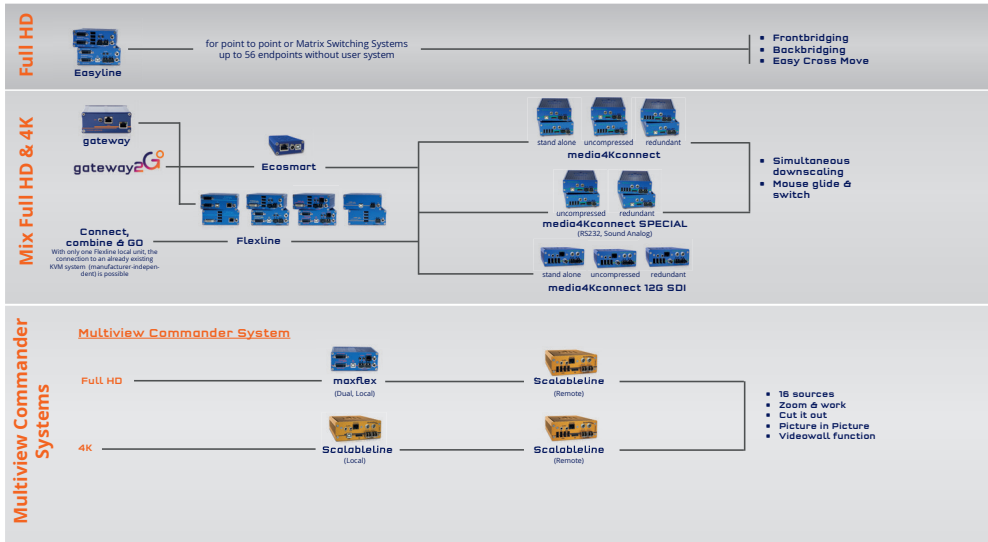 Full HD
Easyline
for point to point or Matrix Switching Systems
up to 56 endpoints without user system
Frontbridging
Backbridging
Easy Cross Move
Mix Full HD & 4K
gateway
gateway2Go
Connect,
combine & GO
With only one Flexline local unit, the
connection to an already existing
KVM system (manufacturer-indepen-
dent) is possible
Ecosmart
Flexline
stand alone uncompressed redundant
media4Kconnect
uncompressed redundant
media4Kconnect SPECIAL
(RS232, Sound Analog)
stand alone uncompressed redundant
media4Kconnect 12G SDI
Simultaneous
downscaling
Mouse glide &
switch
Multiview Commander
Systems
Multiview Commander System
Full HD
maxflex
(Dual, Local)
Scalableline
(Remote)
4K
Scalableline
(Local)
Scalableline
(Remote)
16 sources
Zoom & work
Cut it out
Picture in Picture
Videowall function